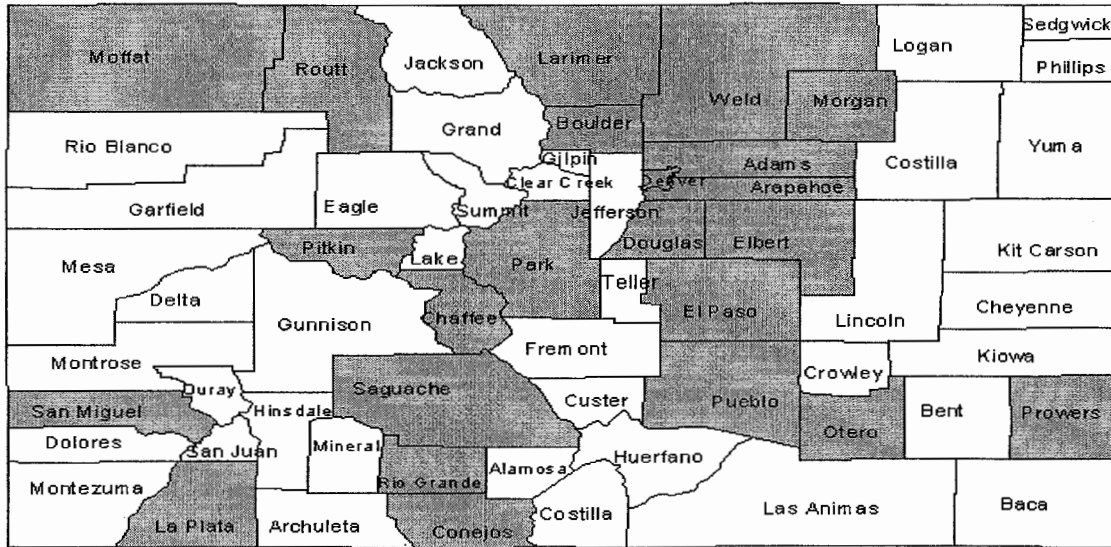 Sedgwick
Logan
Moffat
Jackson
Larimer
Phillips
Routt
Weld
Morgan
Boulder
Grand
Yuma
Rio Blanco
Gilpin
Adams
Costilla
Clear Creek
Denver
Arapahoe
Garfield
Eagle
Summit
Jefferson
Pitkin
Douglas
Elbert
Kit Carson
Mesa
Lake
Park
Teller
Delta
El Paso
Cheyenne
Gunnison
Chaffee
Lincoln
Fremont
Kiowa
Montrose
Crowley
Ouray
Saguache
San Miguel
Hinsdale
Custer
Pueblo
Bent
Prowers
Dolores
Otero
San Juan
Mineral
Huerfano
Alamosa
Montezuma
Rio Grande
Las Animas
Baca
Costilla
La Plata
Archuleta
Conejos